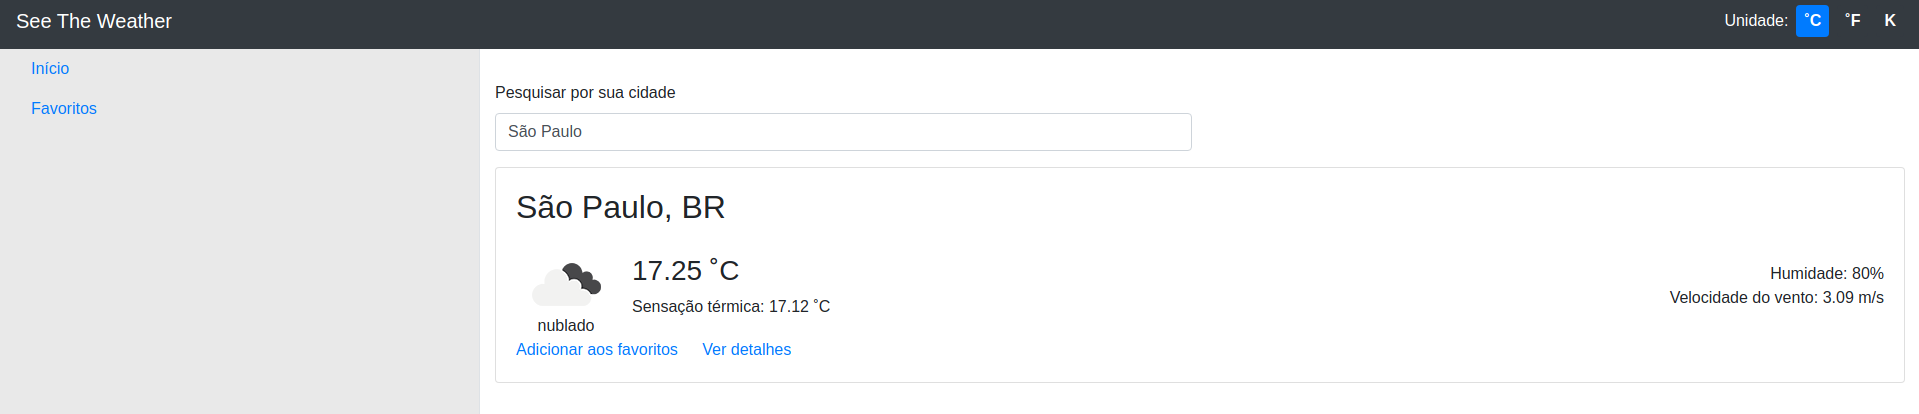 See The Weather
Unidade: ˚C ˚F K
Início
Favoritos
Pesquisar por sua cidade
São Paulo
São Paulo, BR
17.25 ˚C
Sensação térmica: 17.12 ˚C
nublado
Humidade: 80%
Velocidade do vento: 3.09 m/s
Adicionar aos favoritos Ver detalhes